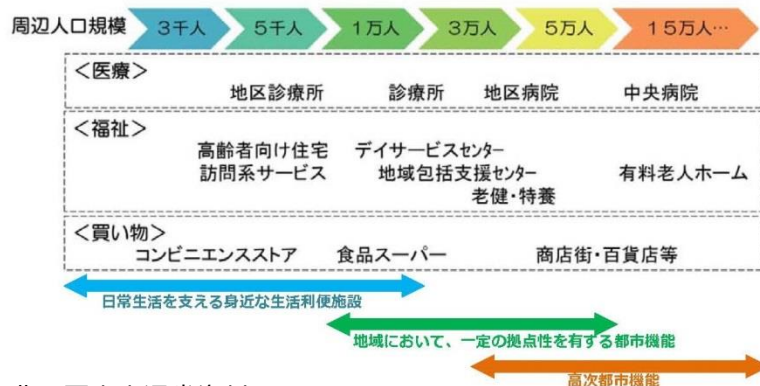 周辺人口規模 3千人 5千人 1万人 3万人 5万人 15万人…
＜医療＞
地区診療所 診療所 地区病院 中央病院
＜福祉＞
高齢者向け住宅 デイサービスセンター
訪問系サービス 地域包括支援センター 有料老人ホーム
老健・特養
＜買い物＞
コンビニエンスストア 食品スーパー 商店街・百貨店等
日常生活を支える身近な生活利便施設
地域において、一定の拠点性を有する都市機能
高次都市機能